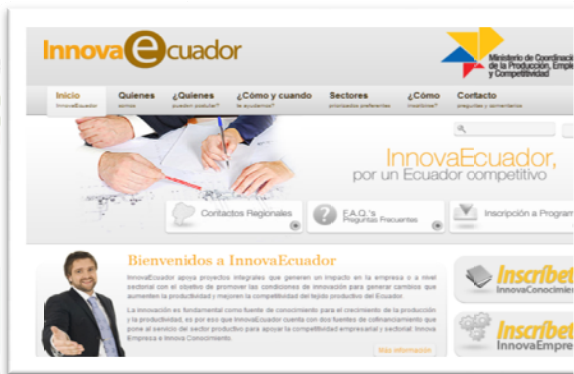 InnovaEcuador
Ministerio de Coordinación
de la Producción, Empleo
y Competitividad
Inicio Quienes ¿Quienes ¿Cómo y cuando Sectores ¿Cómo Contacto
InnovaEcuador somos pueden postular? te ayudamos? priorizados preferentes inscribirse? preguntas y comentarios
InnovaEcuador,
por un Ecuador competitivo
Contactos Regionales F.A.Q.'s Inscripción a Program
Preguntas Frecuentes
Bienvenidos a InnovaEcuador
InnovaEcuador apoya proyectos integrales que generen un impacto en la empresa o a nivel
sectorial con el objetivo de promover las condiciones de innovación para generar cambios que
aumenten la productividad y mejoren la competitividad del tejido productivo del Ecuador.
La innovación es fundamental como fuente de conocimiento para el crecimiento de la producción
y la productividad, es por eso que InnovaEcuador cuenta con dos fuentes de cofinanciamiento que
pone al servicio del sector productivo para apoyar la competitividad empresarial y sectorial: Innova
Empresa e Innova Conocimiento.
Más información
Inscríbet
InnovaConocimie
Inscríbet
InnovaEmpre